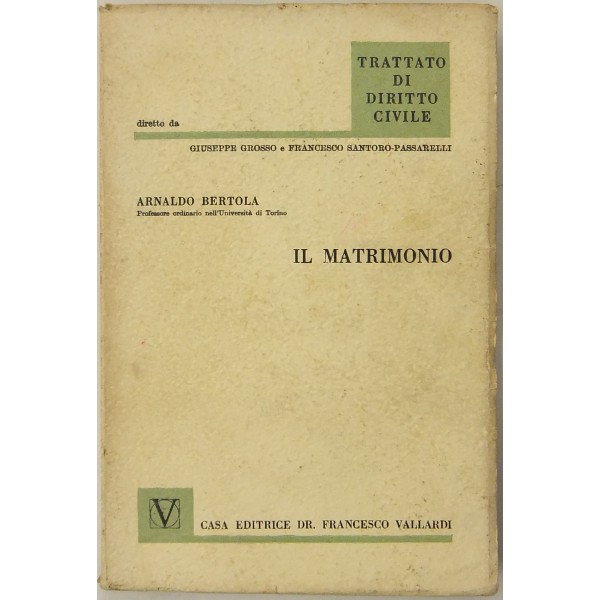 TRATTATO
DI
DIRITTO
CIVILE
diretto da
GIUSEPPE GROSSO e FRANCESCO SANTORO-PASSARELLI
ARNALDO BERTOLA
Professore ordinario nell'Università di Torino
IL MATRIMONIO
V
CASA EDITRICE DR. FRANCESCO VALLARDI